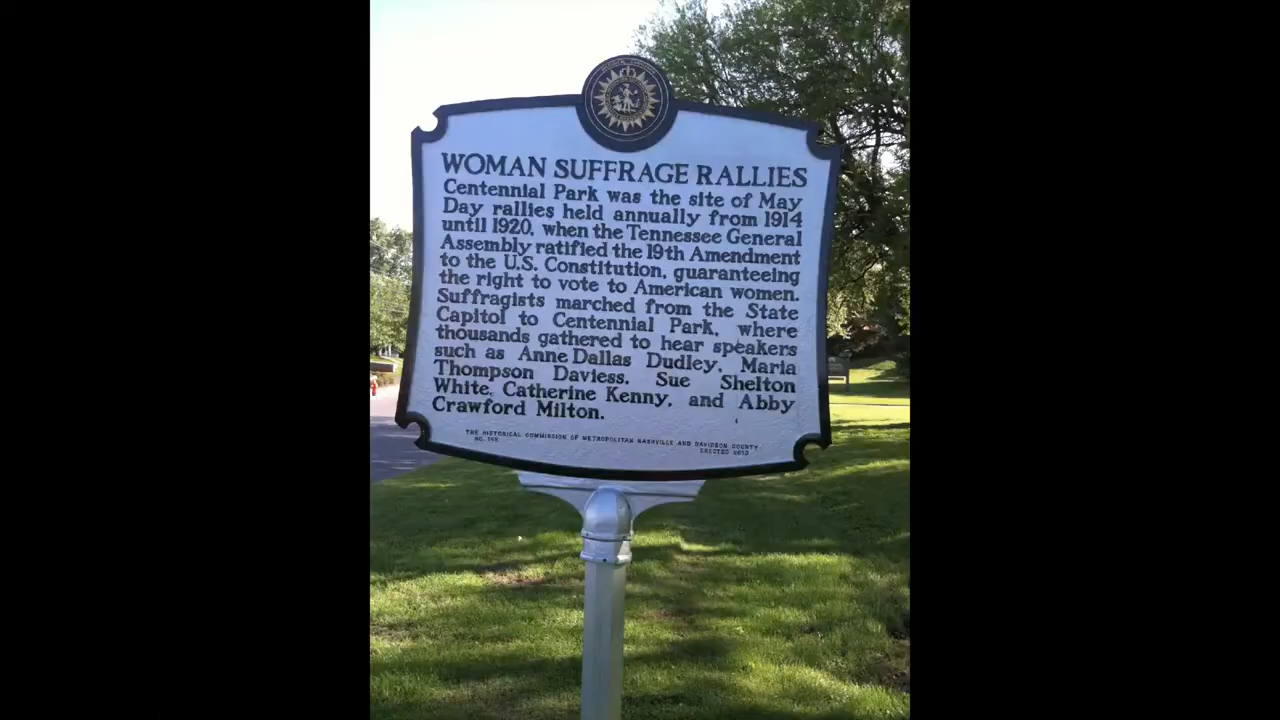 WOMAN SUFFRAGE RALLIES
Centennial Park was the site of May
Day rallies held annually from 1914
until 1920, when the Tennessee General
Assembly ratified the 19th Amendment
to the U.S. Constitution, guaranteeing
the right to vote to American women.
Suffragists marched from the State
Capitol to Centennial Park, where
thousands gathered to hear speakers
such as Anne Dallas Dudley, Maria
Thompson Daviess, Sue Shelton
White, Catherine Kenny, and Abby
Crawford Milton.
THE HISTORICAL COMMISSION OF METROPOLITAN NASHVILLE AND DAVIDSON COUNTY
NO. ERECTED 2013